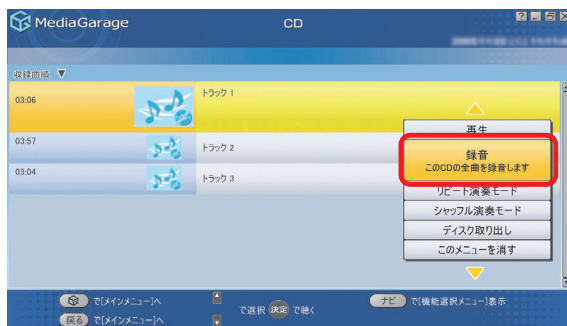 MediaGarage
CD
収録曲順 ▼
03:06
トラック 1
03:57
トラック 2
03:04
トラック 3
再生
録音
このCDの全曲を録音します
リピート演奏モード
シャッフル演奏モード
ディスク取り出し
このメニューを消す
で[メインメニュー]へ
戻る で[メインメニュー]へ
で選択 決定 で聴く
ナビ で[機能選択メニュー]表示